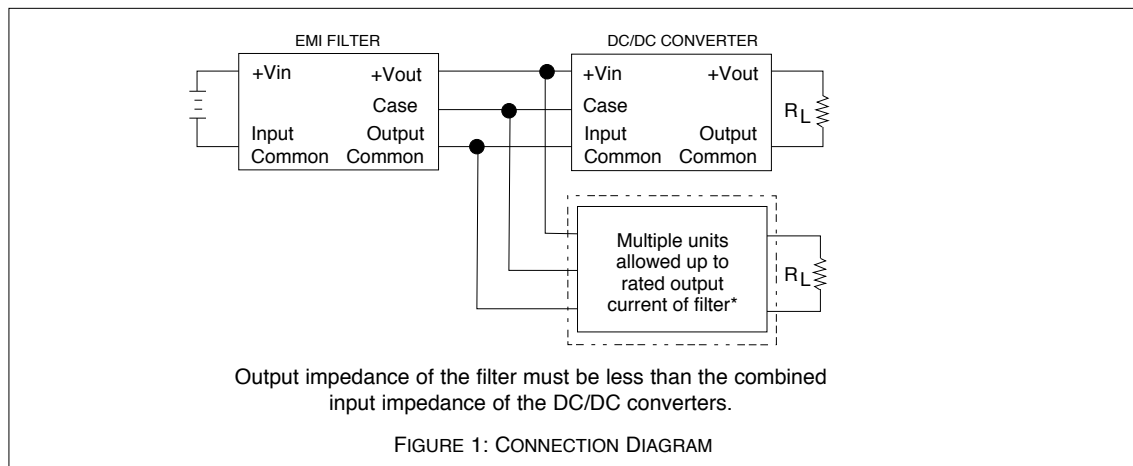 EMI FILTER
+Vin
+Vout
Case
Input
Common
Output
Common
DC/DC CONVERTER
+Vin
+Vout
Case
Input
Common
Output
Common
RL
Multiple units
allowed up to
rated output
current of filter*
RL
Output impedance of the filter must be less than the combined
input impedance of the DC/DC converters.
FIGURE 1: CONNECTION DIAGRAM